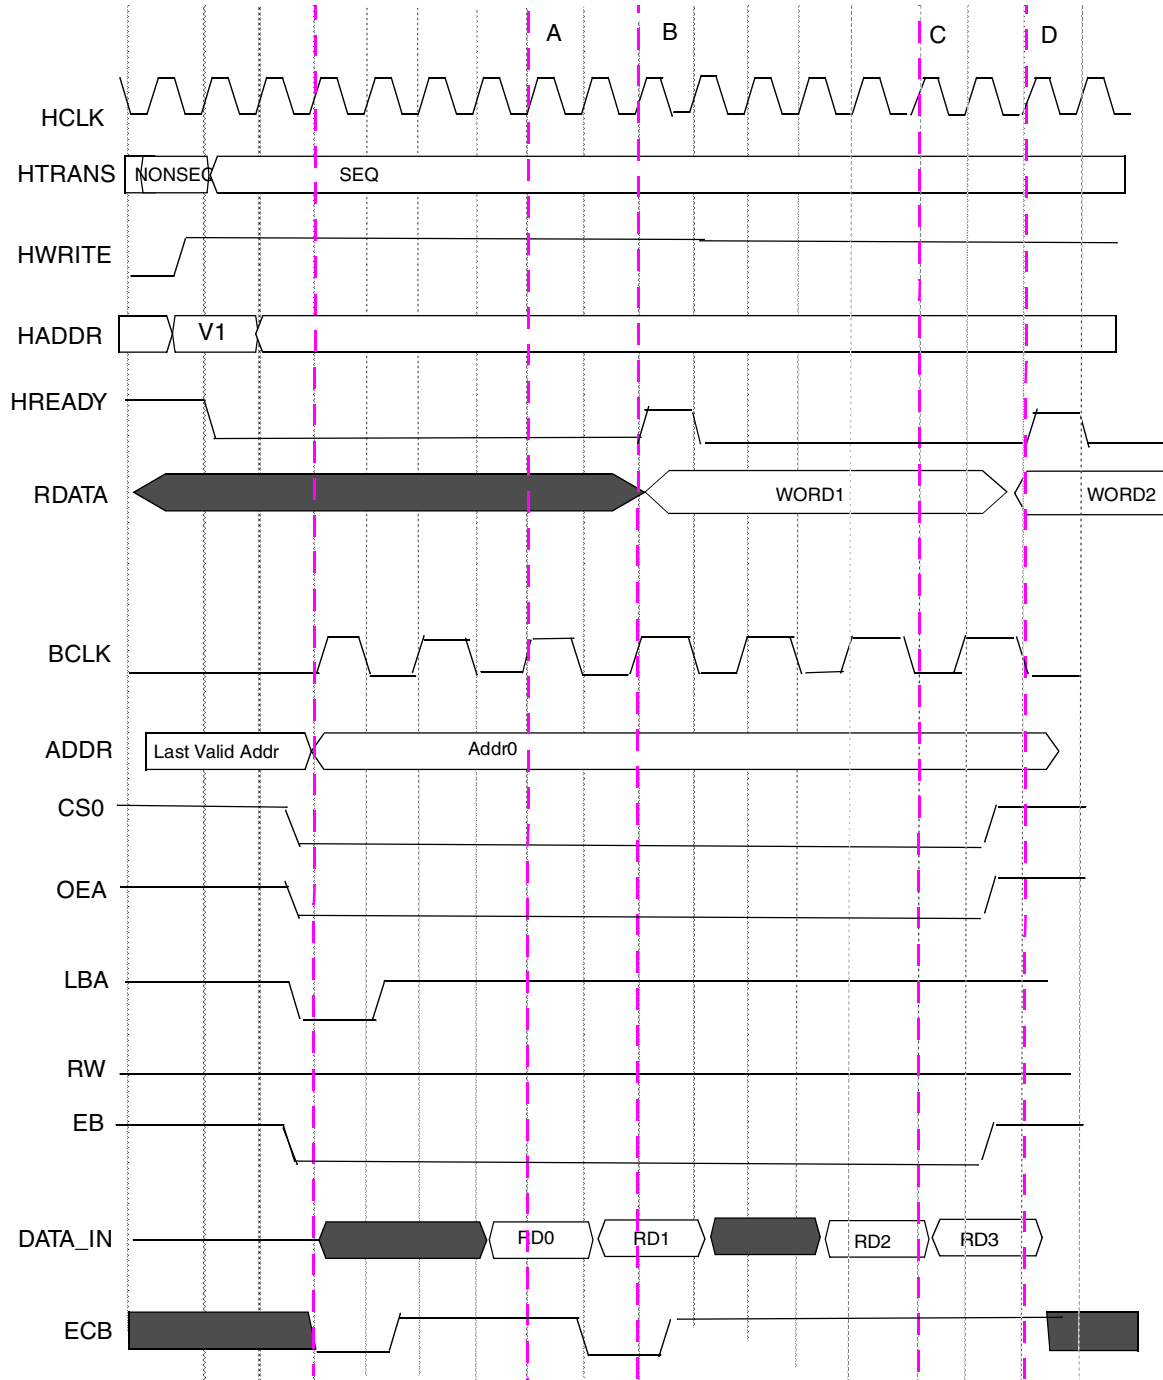 A B C D
HCLK
HTRANS NONSEQ SEQ
HWRITE
HADDR V1
HREADY
RDATA WORD1 WORD2
BCLK
ADDR Last Valid Addr Addr0
CS0
OEA
LBA
RW
EB
DATA_IN RD0 RD1 RD2 RD3
ECB